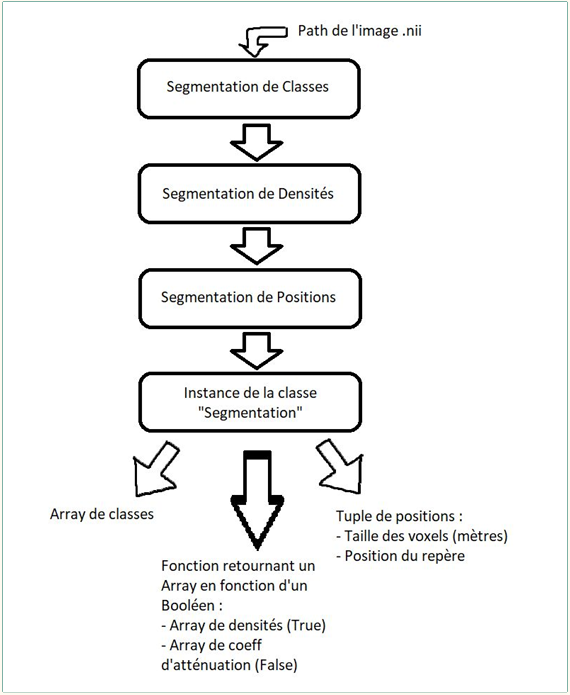 Path de l'image .nii
Segmentation de Classes
Segmentation de Densités
Segmentation de Positions
Instance de la classe
"Segmentation"
Array de classes
Fonction retournant un
Array en fonction d'un
Booléen :
- Array de densités (True)
- Array de coeff
d'atténuation (False)
Tuple de positions :
- Taille des voxels (mètres)
- Position du repère